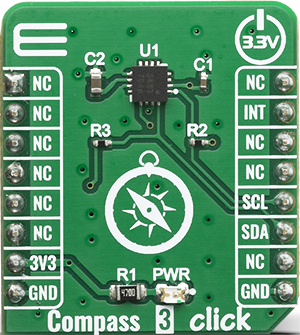 E 3.3V
U1
C2 C1
NC NC
NC INT
R3 R2
NC NC
NC NC
NC SCL
NC SDA
3V3 NC
R1 PWR
4700
GND GND
Compass 3 click